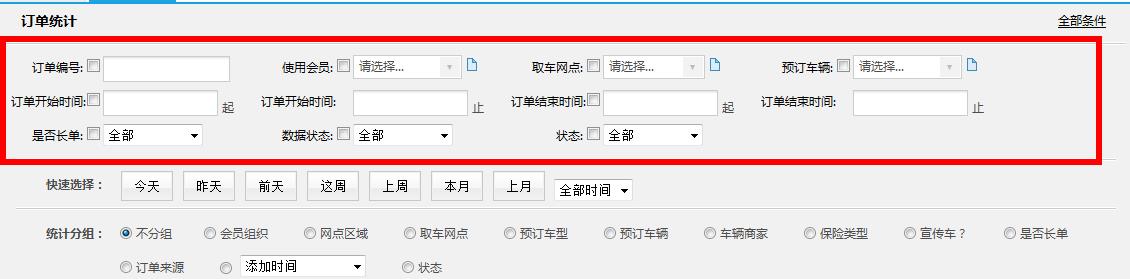 订单统计 全部条件
订单编号: 使用会员: 请选择... 取车网点: 请选择... 预订车辆: 请选择...
订单开始时间: 起 订单开始时间: 止 订单结束时间: 起 订单结束时间: 止
是否长单: 全部 数据状态: 全部 状态: 全部
快速选择： 今天 昨天 前天 这周 上周 本月 上月 全部时间
统计分组： 不分组 会员组织 网点区域 取车网点 预订车型 预订车辆 车辆商家 保险类型 宣传车？ 是否长单
订单来源 添加时间 状态